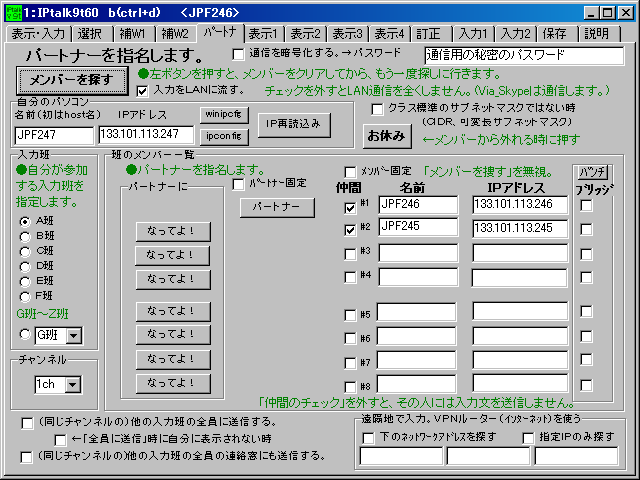 1:IPtalk9t60 b(ctrl+d) <JPF246>
表示・入力 選択 補W1 補W2 パートナ 表示1 表示2 表示3 表示4 訂正 入力1 入力2 保存 説明
パートナーを指名します。
通信を暗号化する。→パスワード
通信用の秘密のパスワード
メンバーを探す
●左ボタンを押すと、メンバーをクリアしてから、もう一度探しに行きます。
入力をLANに流す。
チェックを外すとLAN通信を全くしません。(Via_Skypeは通信します。)
自分のパソコン
名前(初はhost名) IPアドレス
JPF247
133.101.113.247
winipcfg
ipconfig
IP再読込み
クラス標準のサブネットマスクではない時
(CIDR、可変長サブネットマスク)
お休み
←メンバーから外れる時に押す
入力班
●自分が参加
する入力班を
指定します。
A班
B班
C班
D班
E班
F班
G班〜Z班
G班
チャンネル
1ch
班のメンバー一覧
●パートナーを指名します。
パートナーに
パートナー固定
パートナー
なってよ!
なってよ!
なってよ!
なってよ!
なってよ!
なってよ!
なってよ!
なってよ!
メンバー固定
「メンバーを捜す」を無視。
パンチ
仲間 名前 IPアドレス ブリッジ
#1 JPF246 133.101.113.246
#2 JPF245 133.101.113.245
#3
#4
#5
#6
#7
#8
「仲間のチェック」を外すと、その人には入力文を送信しません。
(同じチャンネルの)他の入力班の全員に送信する。
←「全員に送信」時に自分に表示されない時
(同じチャンネルの)他の入力班の全員の連絡窓にも送信する。
遠隔地で入力。VPNルーター(インターネット)を使う
下のネットワークアドレスを探す
指定IPのみ探す